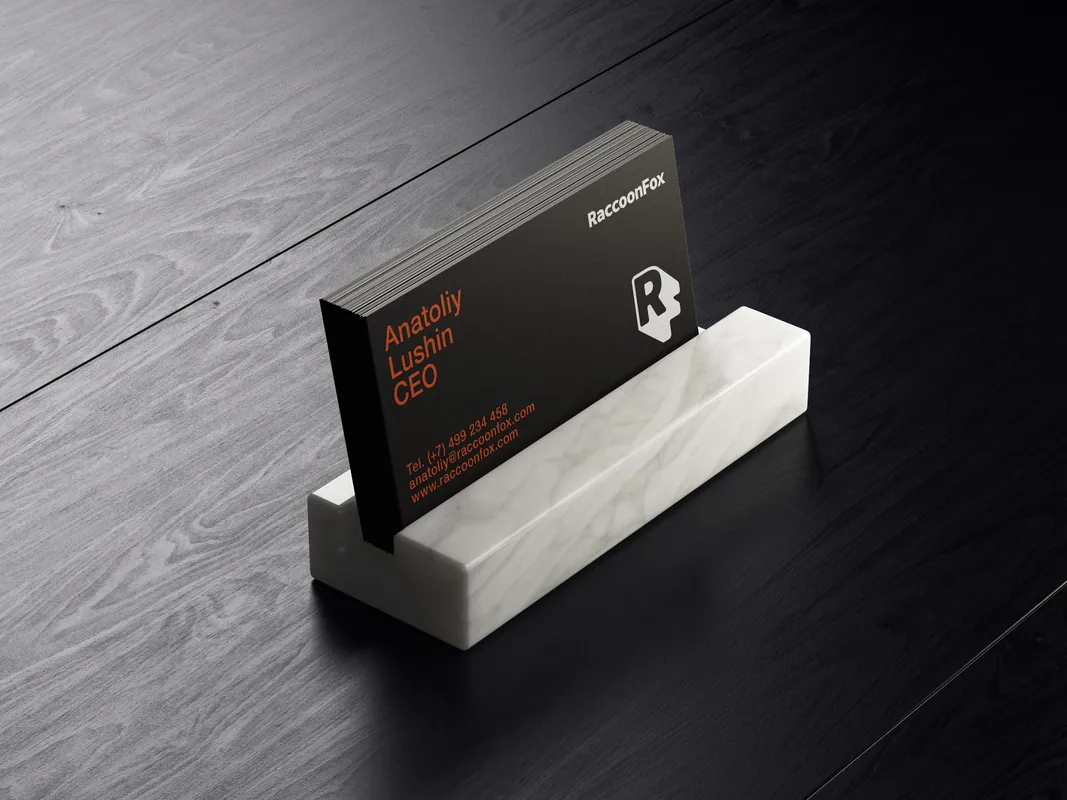 RaccoonFox
Anatoliy
Lushin
CEO
R
Tel. (+7) 499 234 458
anatoliy@raccoonfox.com
www.raccoonfox.com